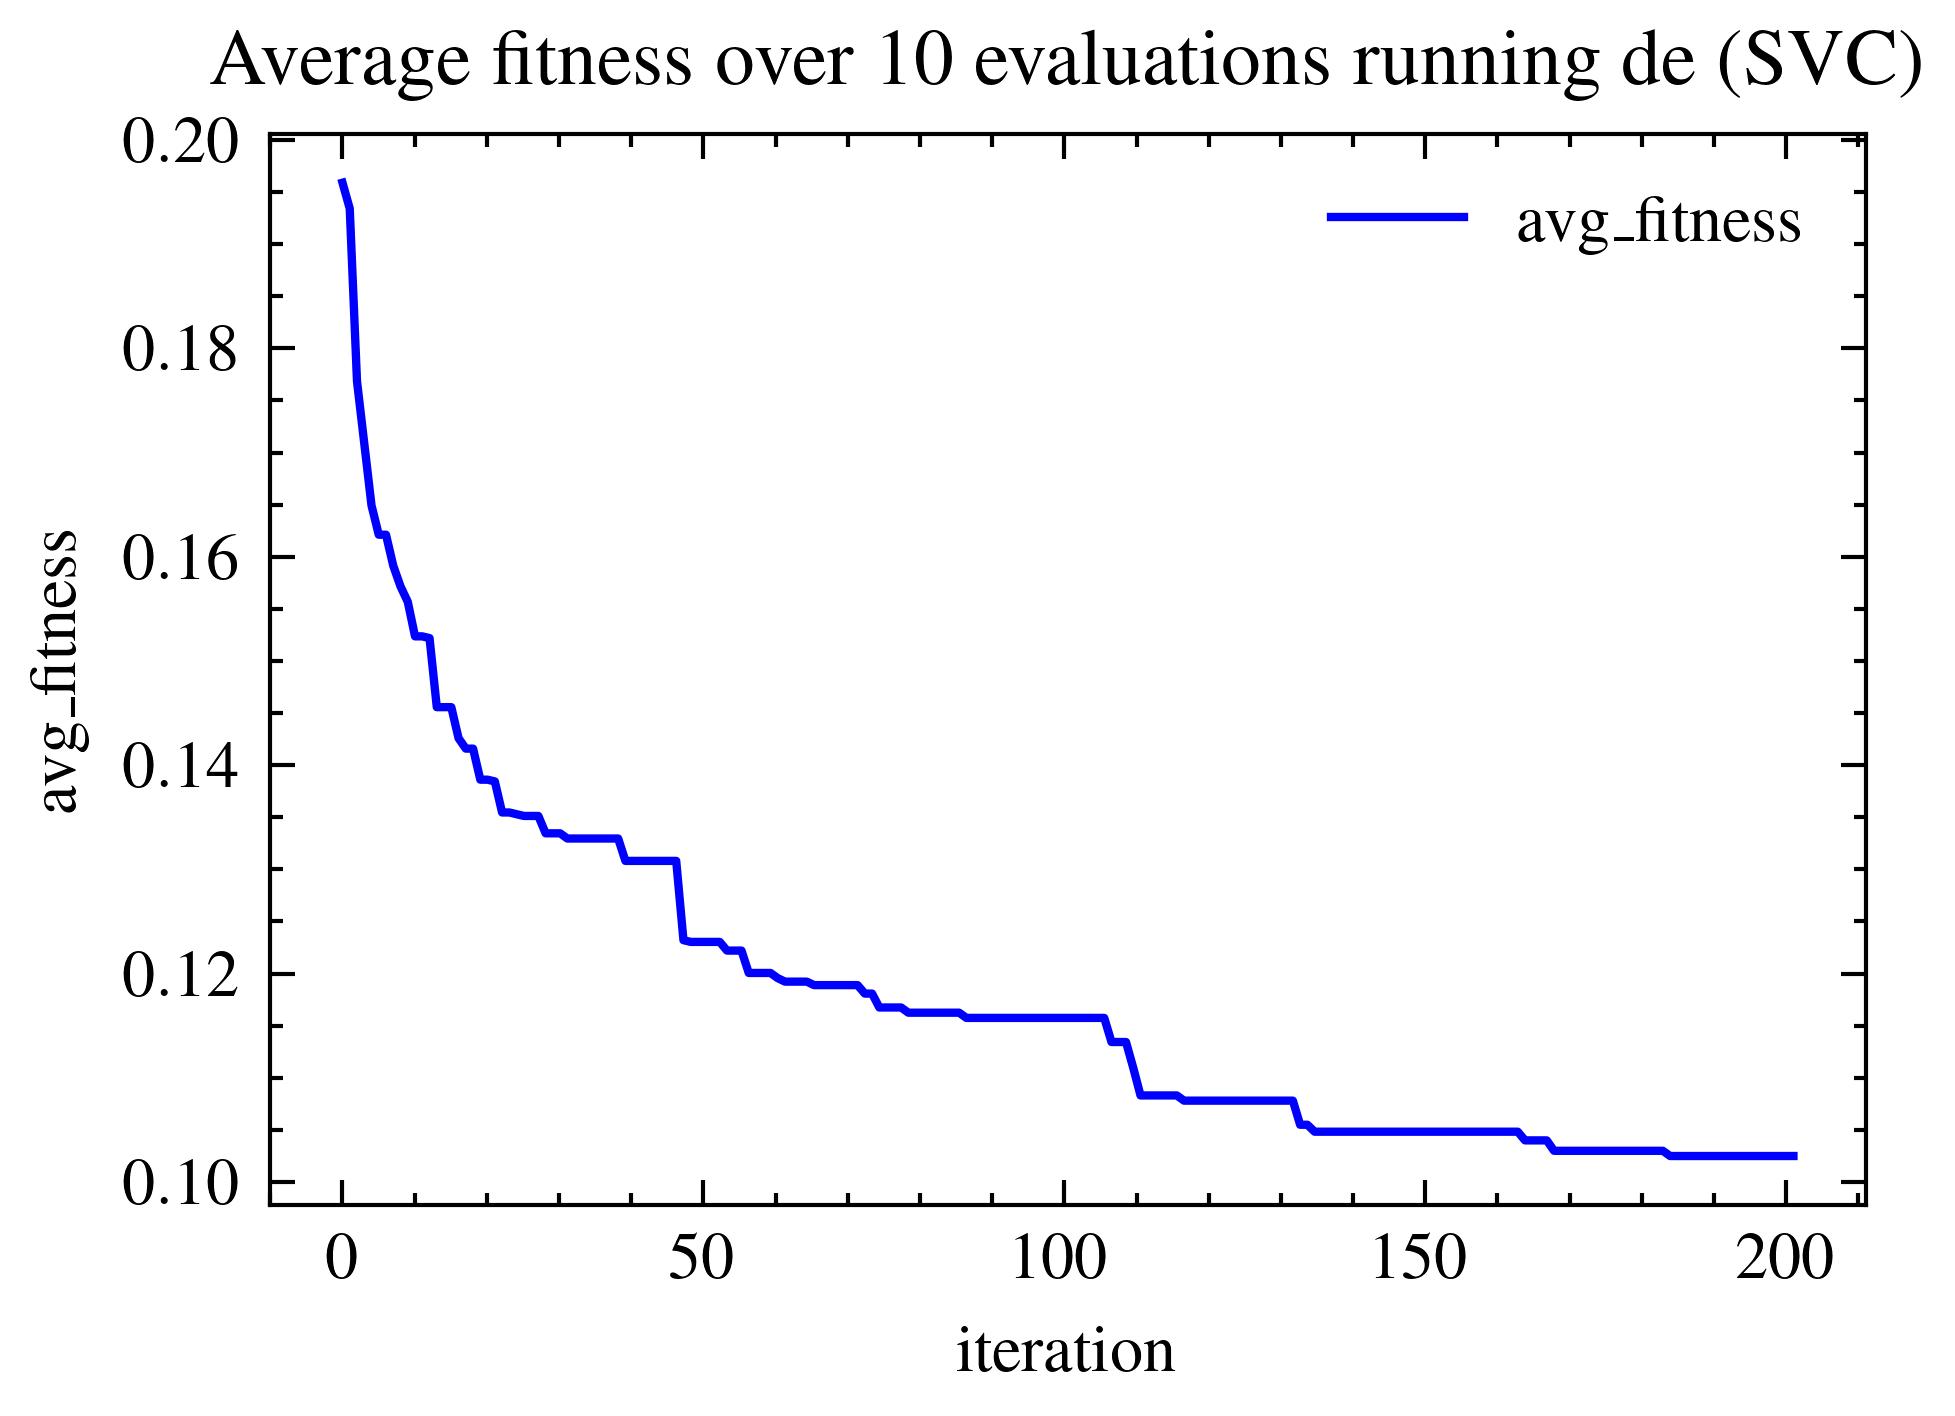 Average fitness over 10 evaluations running de (SVC)
avg_fitness
0.20
0.18
0.16
0.14
0.12
0.10
avg_fitness
0 50 100 150 200
iteration